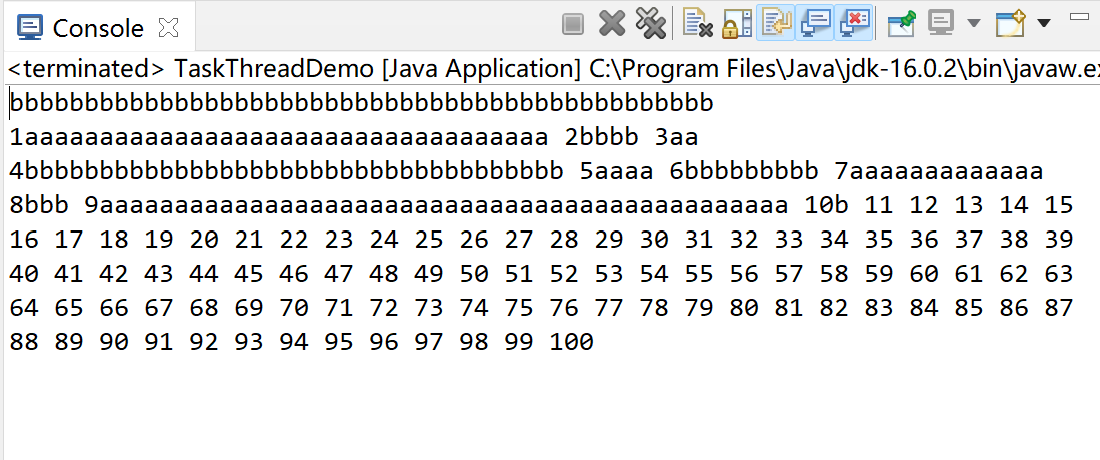 Console
<terminated> TaskThreadDemo [Java Application] C:\Program Files\Java\jdk-16.0.2\bin\javaw.ex
bbbbbbbbbbbbbbbbbbbbbbbbbbbbbbbbbbbbbbbbbbbbbbb
1aaaaaaaaaaaaaaaaaaaaaaaaaaaaaaaaaaa 2bbbb 3aa
4bbbbbbbbbbbbbbbbbbbbbbbbbbbbbbbbbbbb 5aaaa 6bbbbbbbbb 7aaaaaaaaaaaaa
8bbb 9aaaaaaaaaaaaaaaaaaaaaaaaaaaaaaaaaaaaaaaaaaaaaa 10b 11 12 13 14 15
16 17 18 19 20 21 22 23 24 25 26 27 28 29 30 31 32 33 34 35 36 37 38 39
40 41 42 43 44 45 46 47 48 49 50 51 52 53 54 55 56 57 58 59 60 61 62 63
64 65 66 67 68 69 70 71 72 73 74 75 76 77 78 79 80 81 82 83 84 85 86 87
88 89 90 91 92 93 94 95 96 97 98 99 100